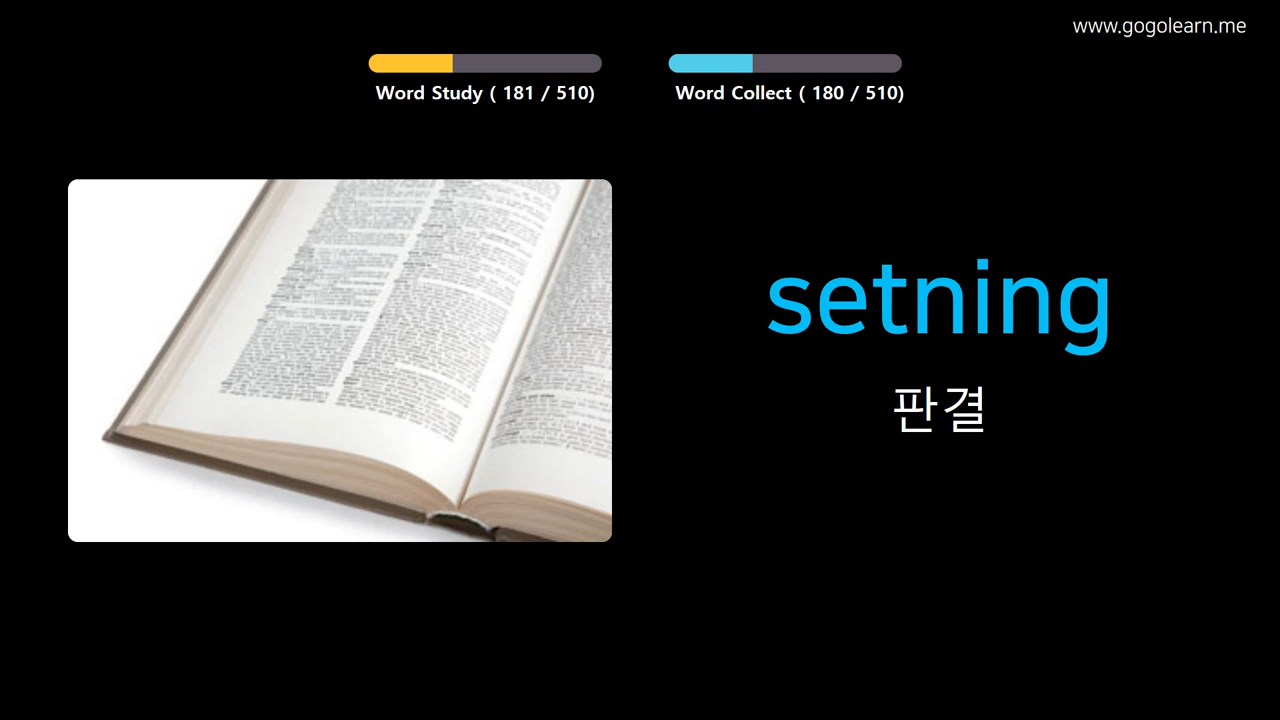 www.gogolearn.me
Word Study ( 181 / 510)
Word Collect ( 180 / 510)
setning
판결